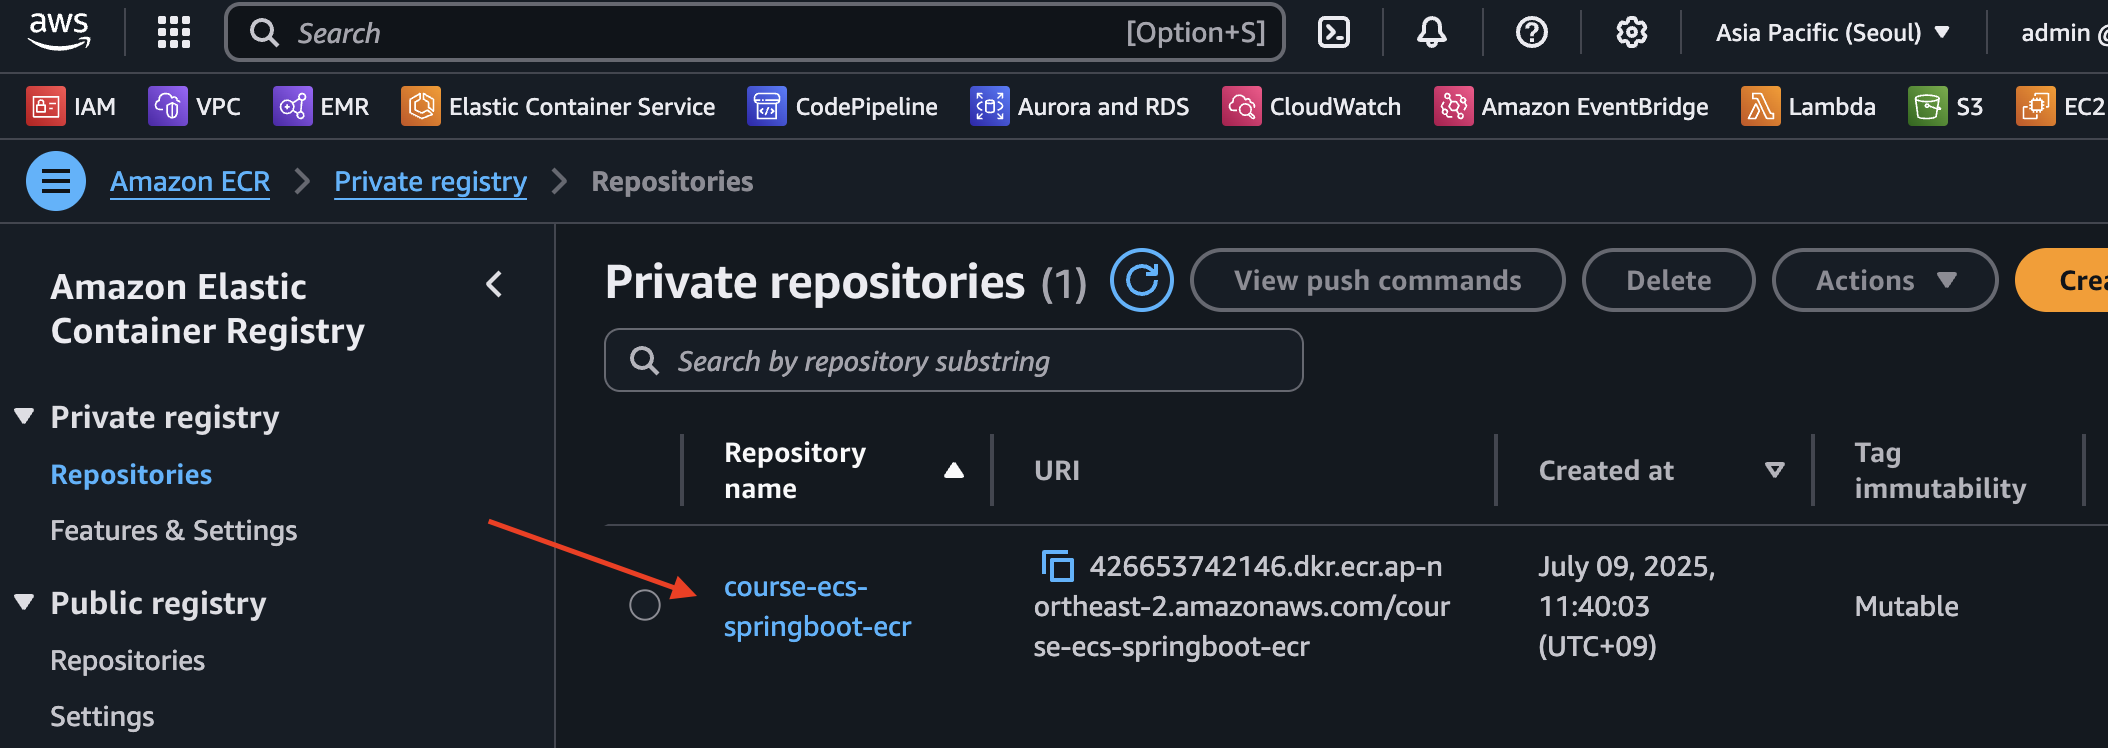 aws
Search [Option+S] Asia Pacific (Seoul) admin @
IAM VPC EMR Elastic Container Service CodePipeline Aurora and RDS CloudWatch Amazon EventBridge Lambda S3 EC2
Amazon ECR Private registry Repositories
Amazon Elastic
Container Registry
Private registry
Repositories
Features & Settings
Public registry
Repositories
Settings
Private repositories (1) View push commands Delete Actions
Search by repository substring
Repository
name
URI
Created at
Tag
immutability
course-ecs-
springboot-ecr
426653742146.dkr.ecr.ap-n
ortheast-2.amazonaws.com/cour
se-ecs-springboot-ecr
July 09, 2025,
11:40:03
(UTC+09)
Mutable